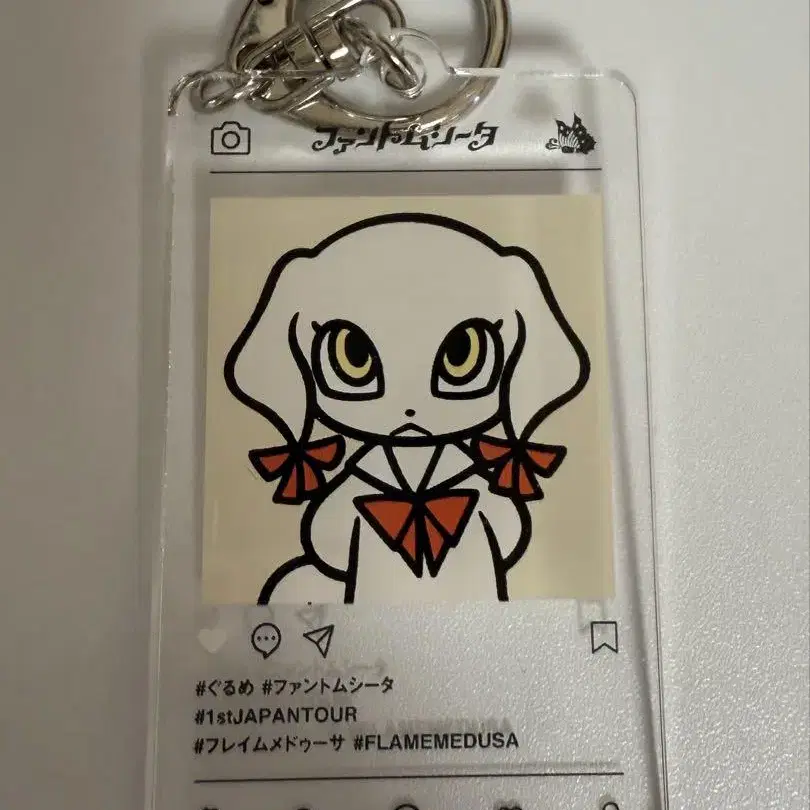 ファントムシータ
#ぐるめ #ファントムシータ
#1stJAPANTOUR
#フレイムメドゥーサ #FLAMEMEDUSA